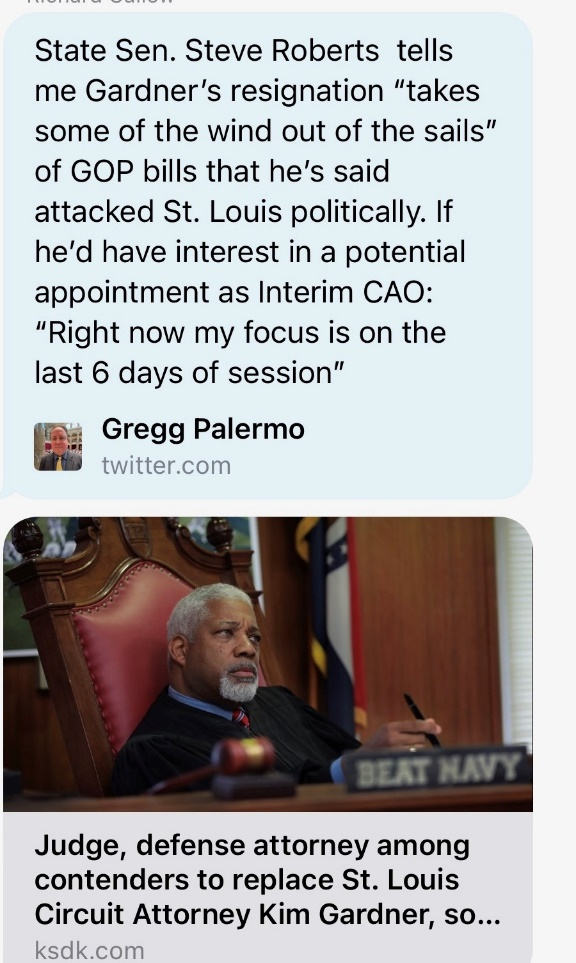 State Sen. Steve Roberts  tells
me Gardner’s resignation “takes
some of the wind out of the sails”
of GOP bills that he’s said
attacked St. Louis politically. If
he’d have interest in a potential
appointment as Interim CAO:
“Right now my focus is on the
last 6 days of session”
Gregg Palermo
twitter.com
BEAT NAVY
Judge, defense attorney among
contenders to replace St. Louis
Circuit Attorney Kim Gardner, so...
ksdk.com